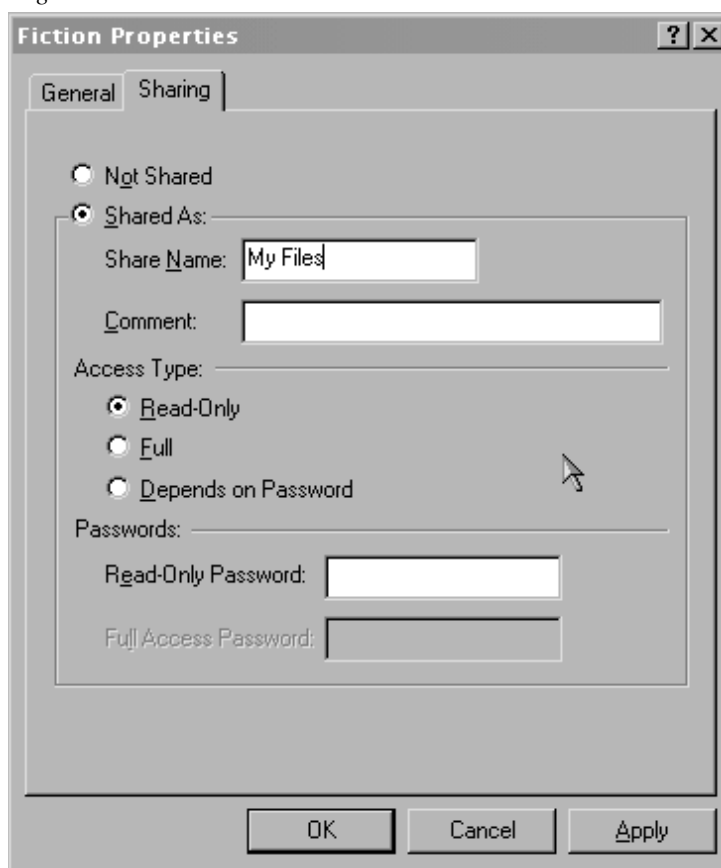 Fiction Properties
General Sharing
Not Shared
Shared As:
Share Name: My Files
Comment:
Access Type:
Read-Only
Full
Depends on Password
Passwords:
Read-Only Password:
Full Access Password:
OK Cancel Apply